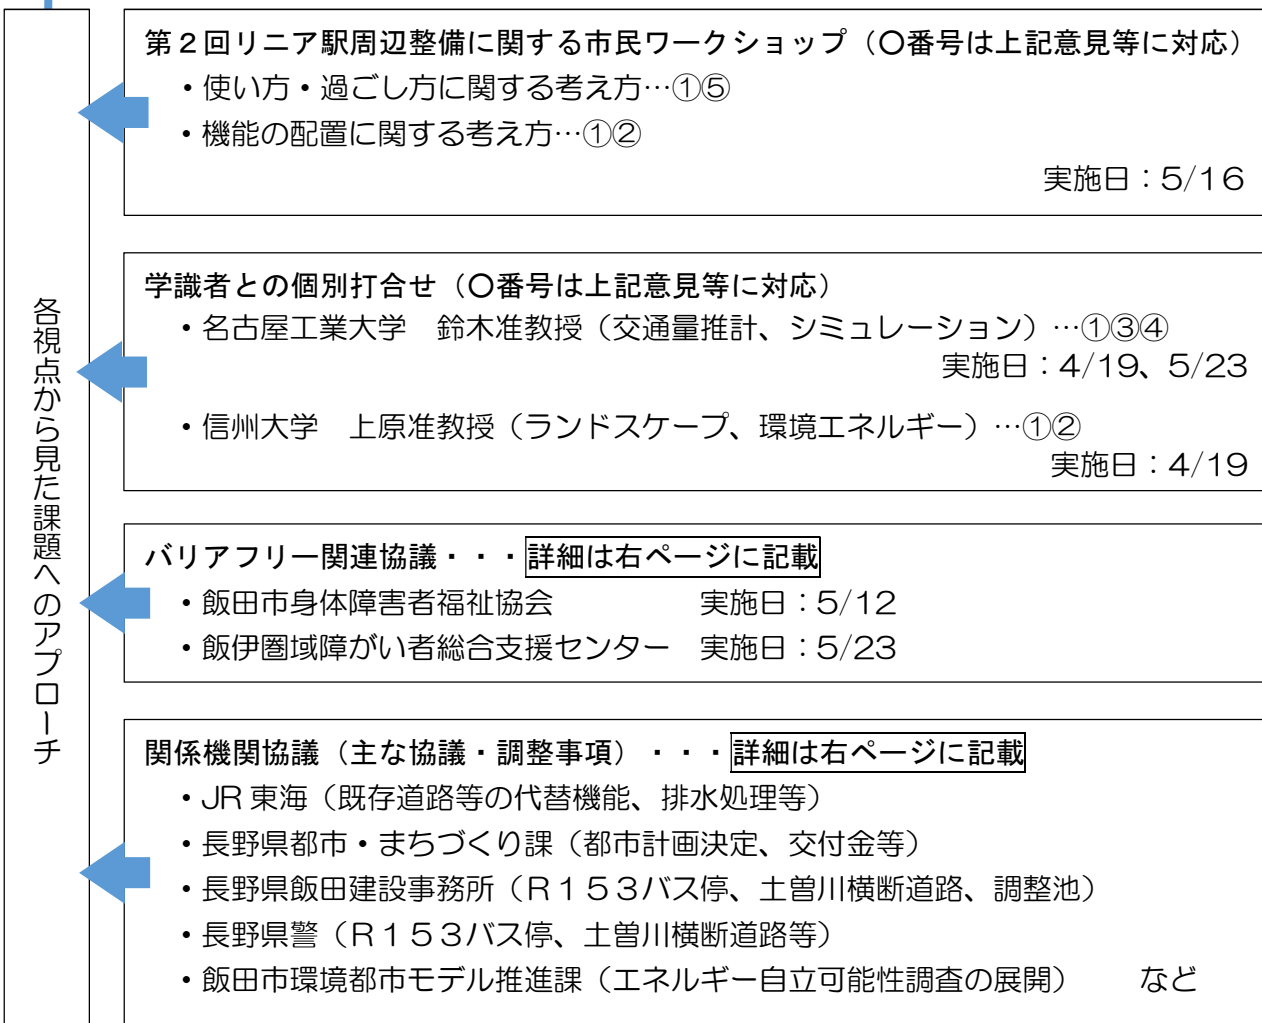 各視点から見た課題へのアプローチ
第２回リニア駅周辺整備に関する市民ワークショップ（〇番号は上記意見等に対応）
・使い方・過ごし方に関する考え方…①⑤
・機能の配置に関する考え方…①②
実施日：5/16
学識者との個別打合せ（〇番号は上記意見等に対応）
・名古屋工業大学　鈴木准教授（交通量推計、シミュレーション）…①③④
実施日：4/19、5/23
・信州大学　上原准教授（ランドスケープ、環境エネルギー）…①②
実施日：4/19
バリアフリー関連協議・・・詳細は右ページに記載
・飯田市身体障害者福祉協会　実施日：5/12
・飯伊圏域障がい者総合支援センター　実施日：5/23
関係機関協議（主な協議・調整事項）・・・詳細は右ページに記載
・JR東海（既存道路等の代替機能、排水処理等）
・長野県都市・まちづくり課（都市計画決定、交付金等）
・長野県飯田建設事務所（Ｒ１５３バス停、土曽川横断道路、調整池）
・長野県警（Ｒ１５３バス停、土曽川横断道路等）
・飯田市環境都市モデル推進課（エネルギー自立可能性調査の展開）　など